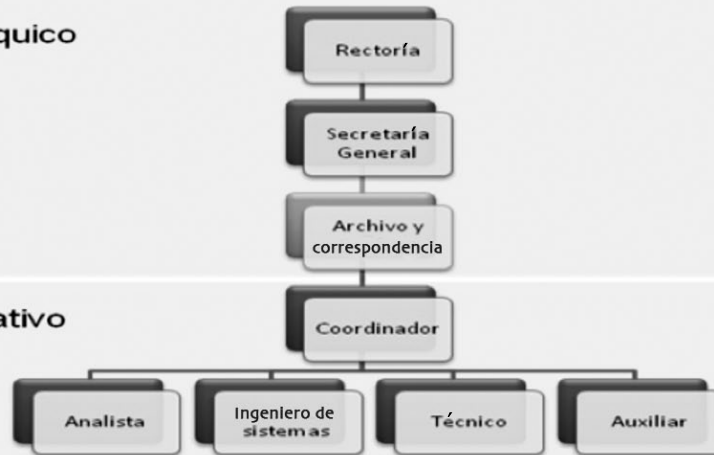 quico
Rectoría
Secretaría
General
Archivo y
correspondencia
ativo
Coordinador
Analista
Ingeniero de
sistemas
Técnico
Auxiliar